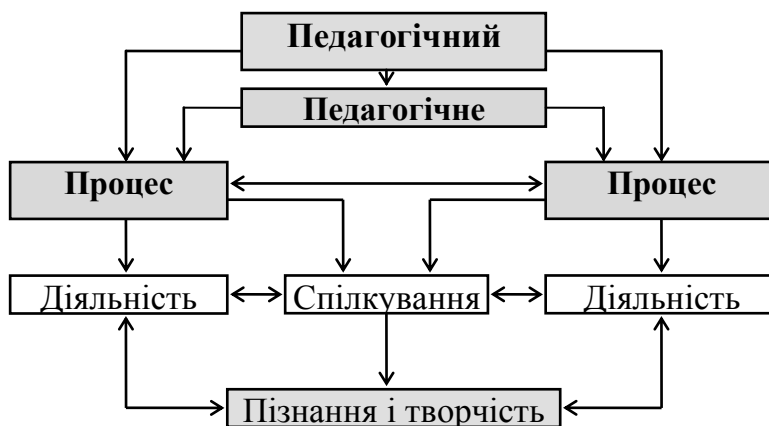 Педагогічний
Педагогічне
Процес
Процес
Діяльність
Спілкування
Діяльність
Пізнання і творчість